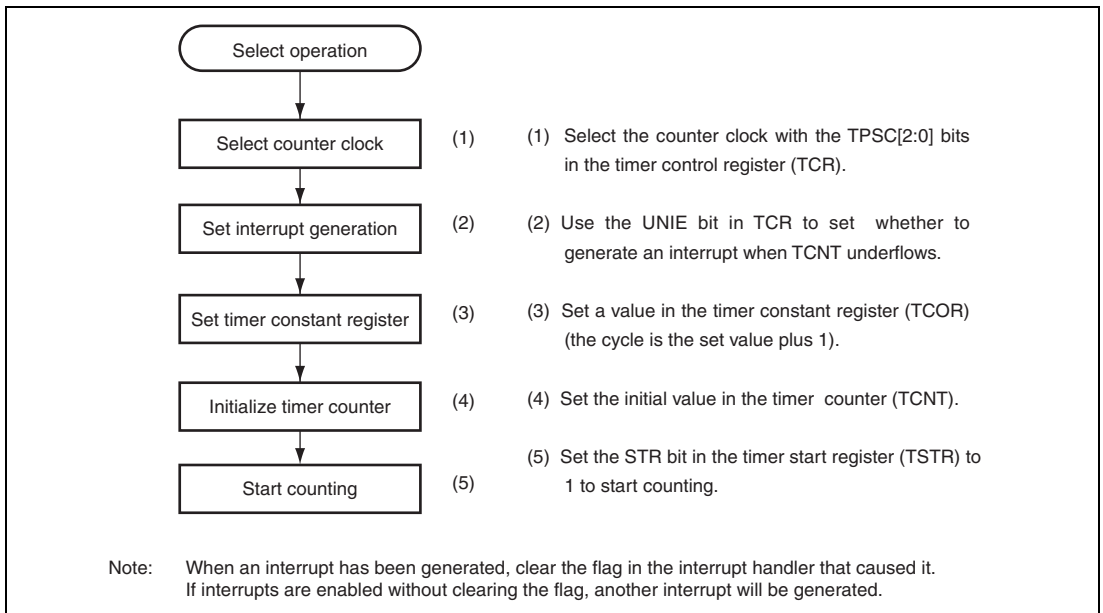 Select operation
Select counter clock
(1)
(1) Select the counter clock with the TPSC[2:0] bits
in the timer control register (TCR).
Set interrupt generation
(2)
(2) Use the UNIE bit in TCR to set whether to
generate an interrupt when TCNT underflows.
Set timer constant register
(3)
(3) Set a value in the timer constant register (TCOR)
(the cycle is the set value plus 1).
Initialize timer counter
(4)
(4) Set the initial value in the timer counter (TCNT).
Start counting
(5)
(5) Set the STR bit in the timer start register (TSTR) to
1 to start counting.
Note: When an interrupt has been generated, clear the flag in the interrupt handler that caused it.
If interrupts are enabled without clearing the flag, another interrupt will be generated.